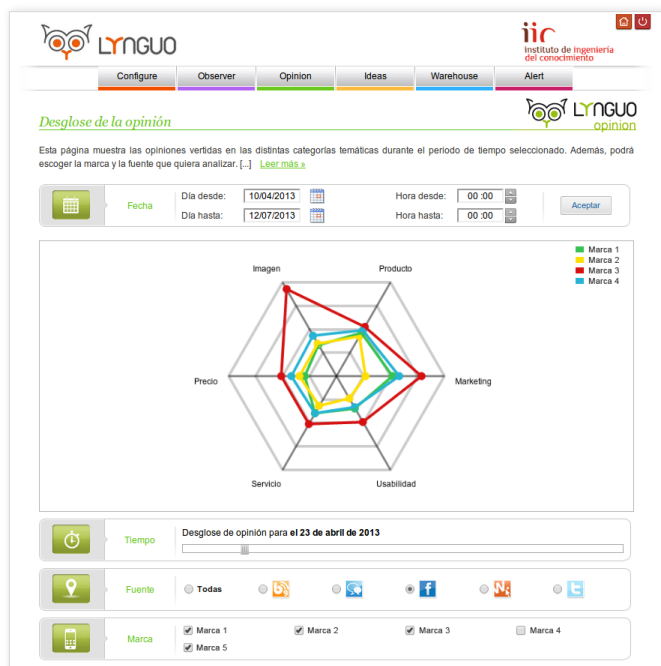 LYNGUO
iic
instituto de ingeniería
del conocimiento
Configure Observer Opinion Ideas Warehouse Alert
Desglose de la opinión
LYNGUO
opinion
Esta página muestra las opiniones vertidas en las distintas categorías temáticas durante el periodo de tiempo seleccionado. Además, podrá
escoger la marca y la fuente que quiera analizar. [...] Leer más »
Fecha
Día desde: 10/04/2013 Hora desde: 00 :00
Día hasta: 12/07/2013 Hora hasta: 00 :00
Aceptar
Marca 1
Marca 2
Marca 3
Marca 4
Imagen Producto
Precio Marketing
Servicio Usabilidad
Tiempo
Desglose de opinión para el 23 de abril de 2013
Fuente
Todas
Marca
Marca 1 Marca 2 Marca 3 Marca 4
Marca 5